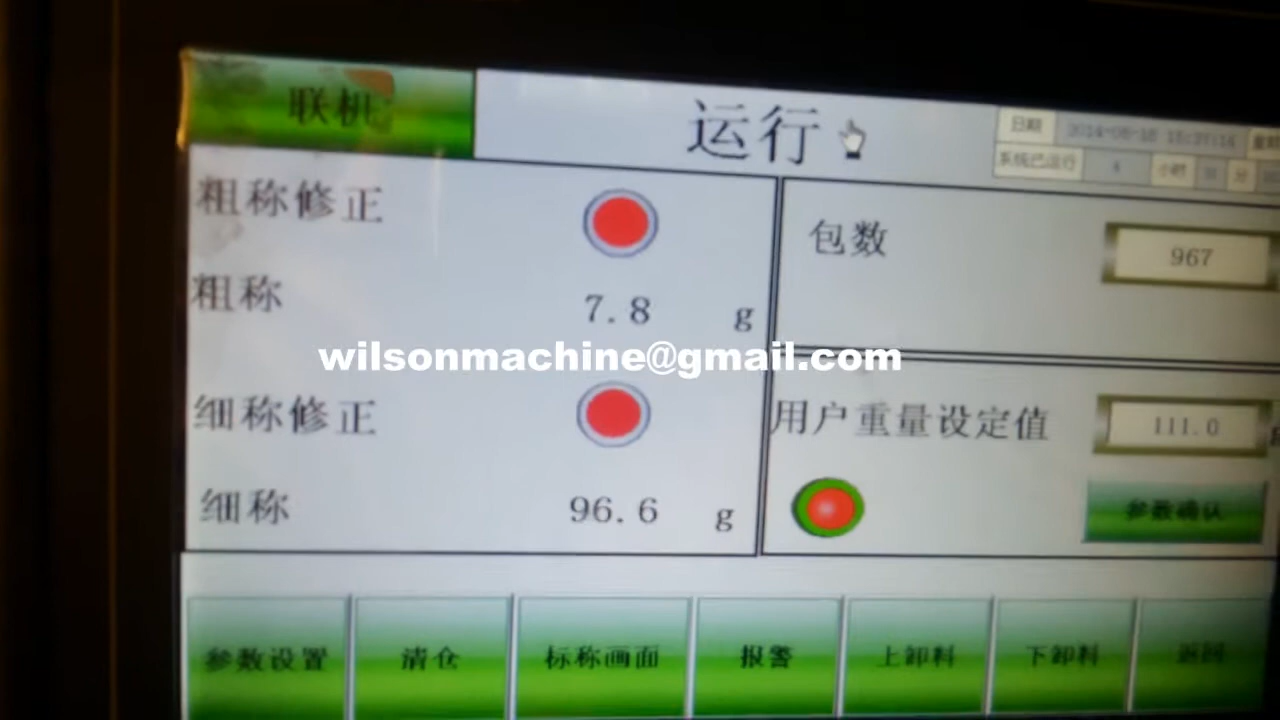 联机
运行
日期
系统已运行 小时 分
粗称修正
包数 967
粗称 7.8 g
wilsonmachine@gmail.com
细称修正
用户重量设定值 111.0
细称 96.6 g
参数确认
参数设置 清仓 标称画面 报警 上卸料 下卸料 返回